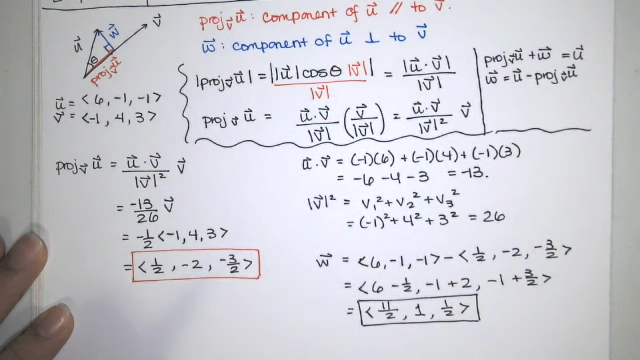 proj_v⃗ u⃗: component of u⃗ // to v⃗.
w⃗: component of u⃗ ⊥ to v⃗
u⃗ w⃗ v⃗ θ proj_v⃗ u⃗
u⃗ = <6, -1, -1>
v⃗ = <-1, 4, 3>
|proj_v⃗ u⃗| = ||u⃗| cosθ |v⃗|| / |v⃗| = |u⃗ · v⃗| / |v⃗|
proj_v⃗ u⃗ = u⃗ · v⃗ / |v⃗| (v⃗ / |v⃗|) = u⃗ · v⃗ / |v⃗|² v⃗
proj_v⃗ u⃗ + w⃗ = u⃗
w⃗ = u⃗ - proj_v⃗ u⃗
proj_v⃗ u⃗ = u⃗ · v⃗ / |v⃗|² v⃗
= -13/26 v⃗
= -1/2 <-1, 4, 3>
= <1/2, -2, -3/2>
u⃗ · v⃗ = (-1)(6) + (-1)(4) + (-1)(3)
= -6 - 4 - 3 = -13.
|v⃗|² = v₁² + v₂² + v₃²
= (-1)² + 4² + 3² = 26
w⃗ = <6, -1, -1> - <1/2, -2, -3/2>
= <6 - 1/2, -1 + 2, -1 + 3/2>
= <11/2, 1, 1/2>